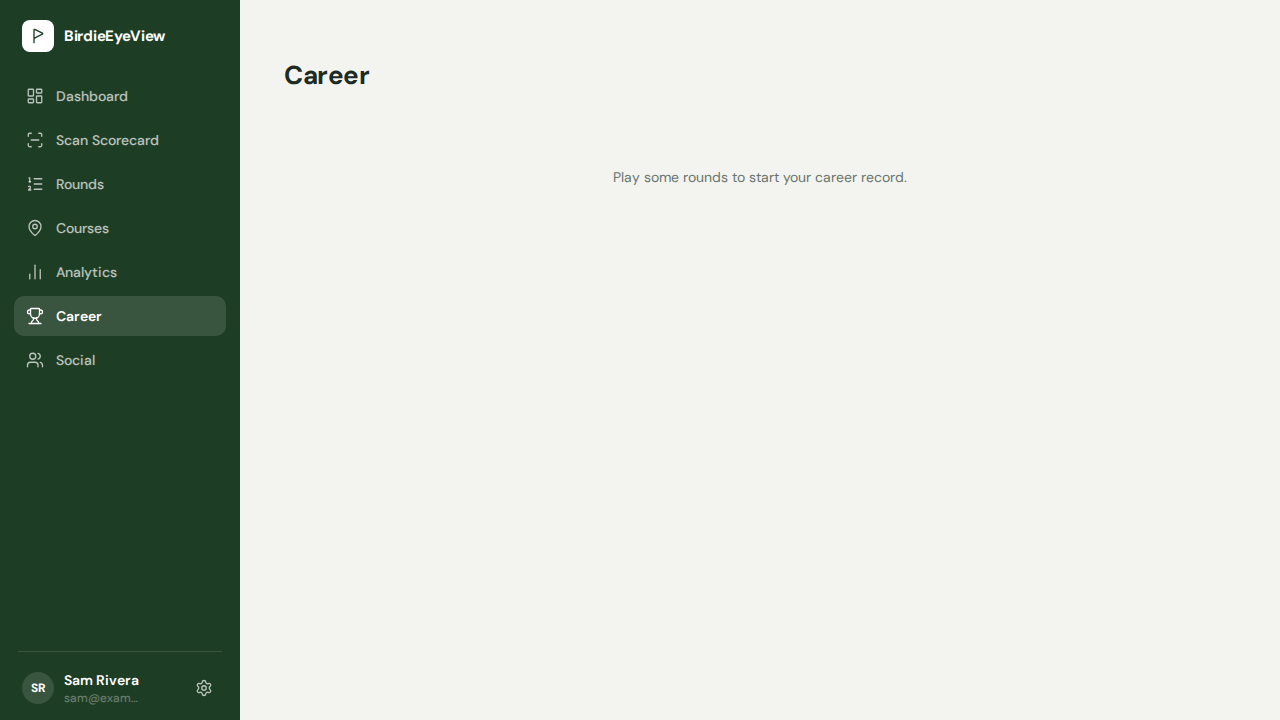 BirdieEyeView
Dashboard
Scan Scorecard
Rounds
Courses
Analytics
Career
Social
SR
Sam Rivera
sam@exam...
Career
Play some rounds to start your career record.